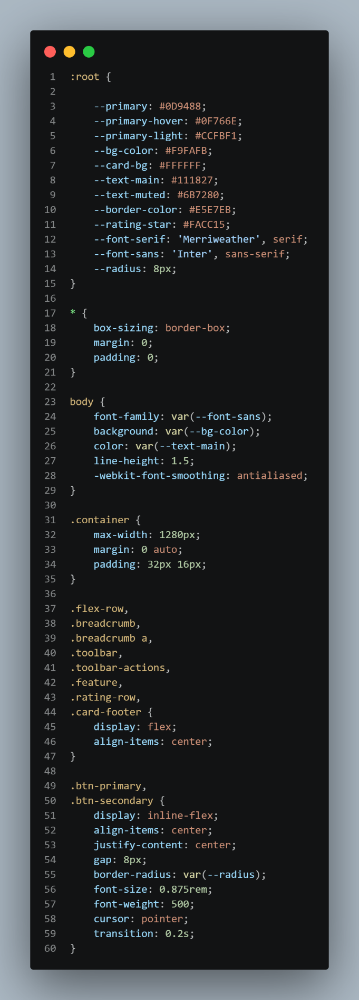 1 :root {
2
3     --primary: #0D9488;
4     --primary-hover: #0F766E;
5     --primary-light: #CCFBF1;
6     --bg-color: #F9FAFB;
7     --card-bg: #FFFFFF;
8     --text-main: #111827;
9     --text-muted: #6B7280;
10     --border-color: #E5E7EB;
11     --rating-star: #FACC15;
12     --font-serif: 'Merriweather', serif;
13     --font-sans: 'Inter', sans-serif;
14     --radius: 8px;
15 }
16
17 * {
18     box-sizing: border-box;
19     margin: 0;
20     padding: 0;
21 }
22
23 body {
24     font-family: var(--font-sans);
25     background: var(--bg-color);
26     color: var(--text-main);
27     line-height: 1.5;
28     -webkit-font-smoothing: antialiased;
29 }
30
31 .container {
32     max-width: 1280px;
33     margin: 0 auto;
34     padding: 32px 16px;
35 }
36
37 .flex-row,
38 .breadcrumb,
39 .breadcrumb a,
40 .toolbar,
41 .toolbar-actions,
42 .feature,
43 .rating-row,
44 .card-footer {
45     display: flex;
46     align-items: center;
47 }
48
49 .btn-primary,
50 .btn-secondary {
51     display: inline-flex;
52     align-items: center;
53     justify-content: center;
54     gap: 8px;
55     border-radius: var(--radius);
56     font-size: 0.875rem;
57     font-weight: 500;
58     cursor: pointer;
59     transition: 0.2s;
60 }